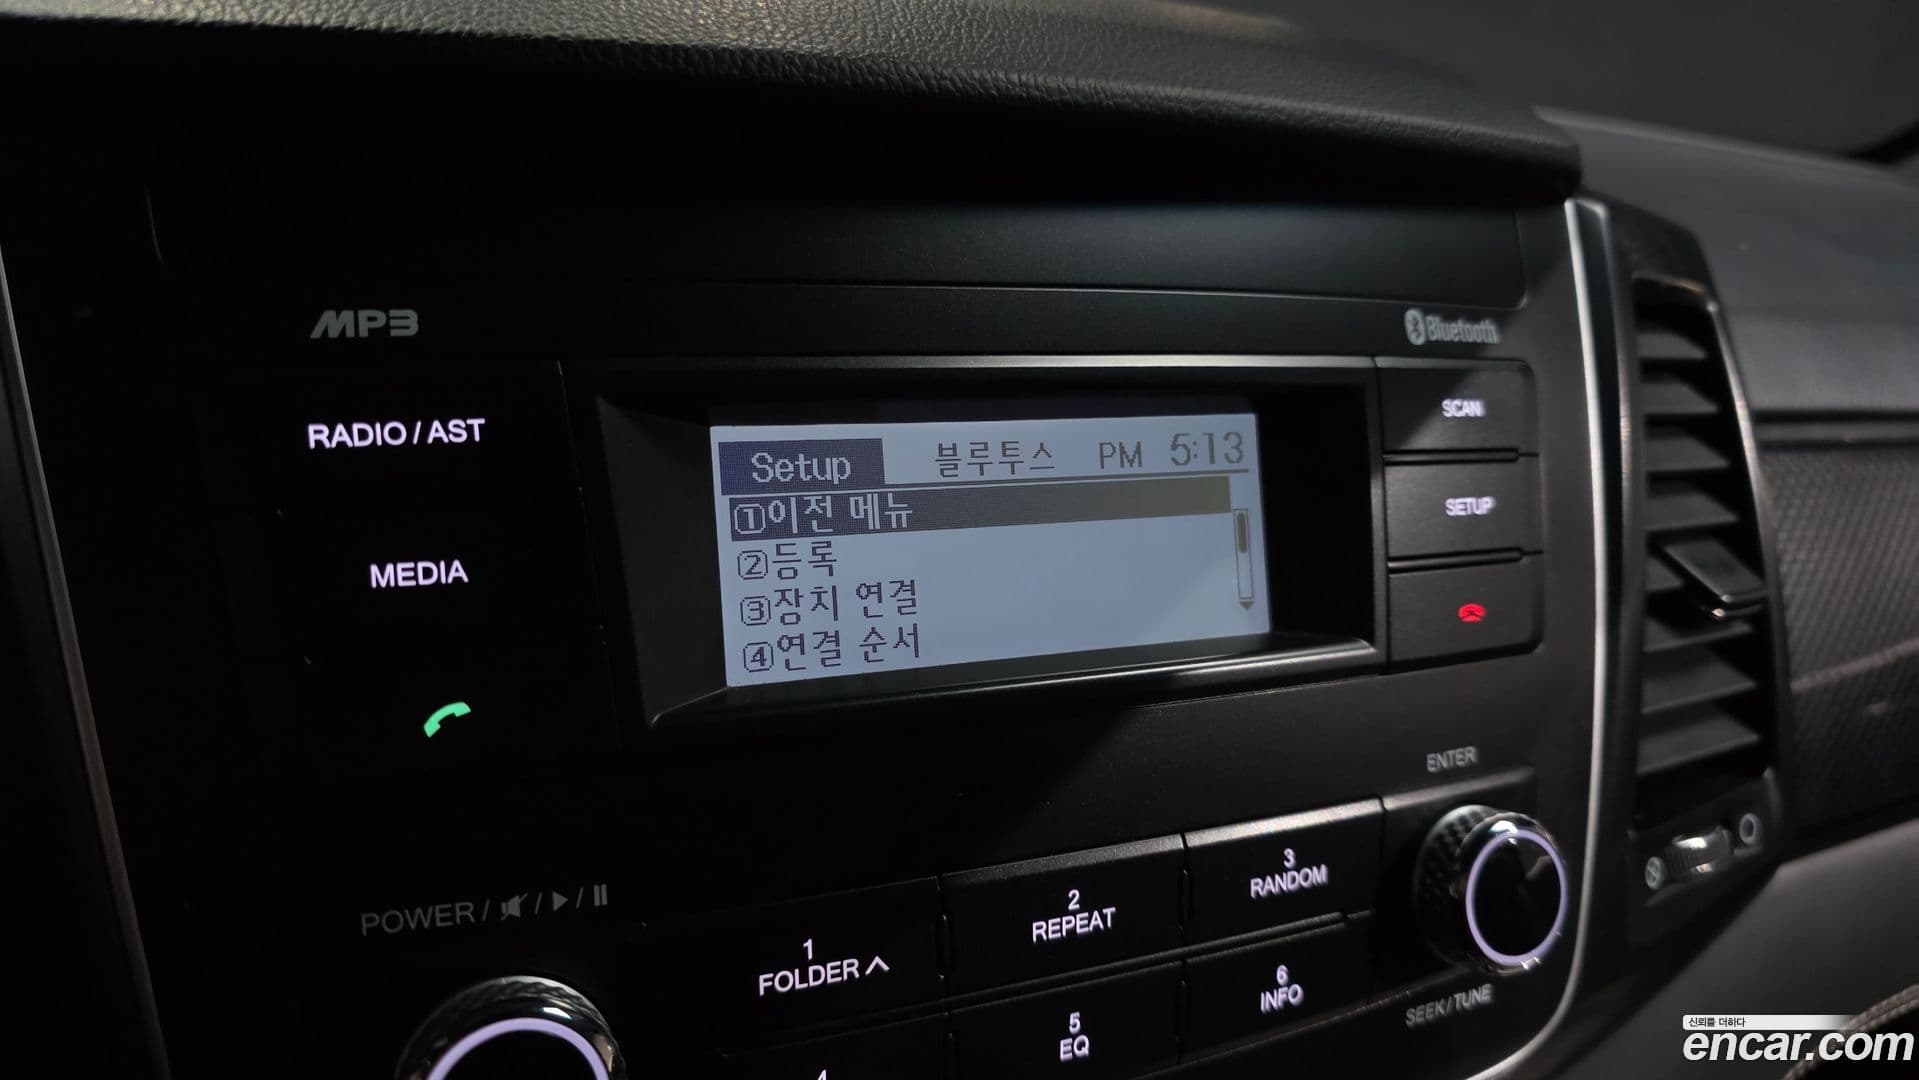 MP3
Bluetooth
RADIO / AST
SCAN
Setup 블루투스 PM 5:13
①이전 메뉴
②등록
③장치 연결
④연결 순서
SETUP
MEDIA
ENTER
POWER /
1
FOLDER
2
REPEAT
3
RANDOM
4
5
EQ
6
INFO
SEEK / TUNE
신뢰를 더하다
encar.com